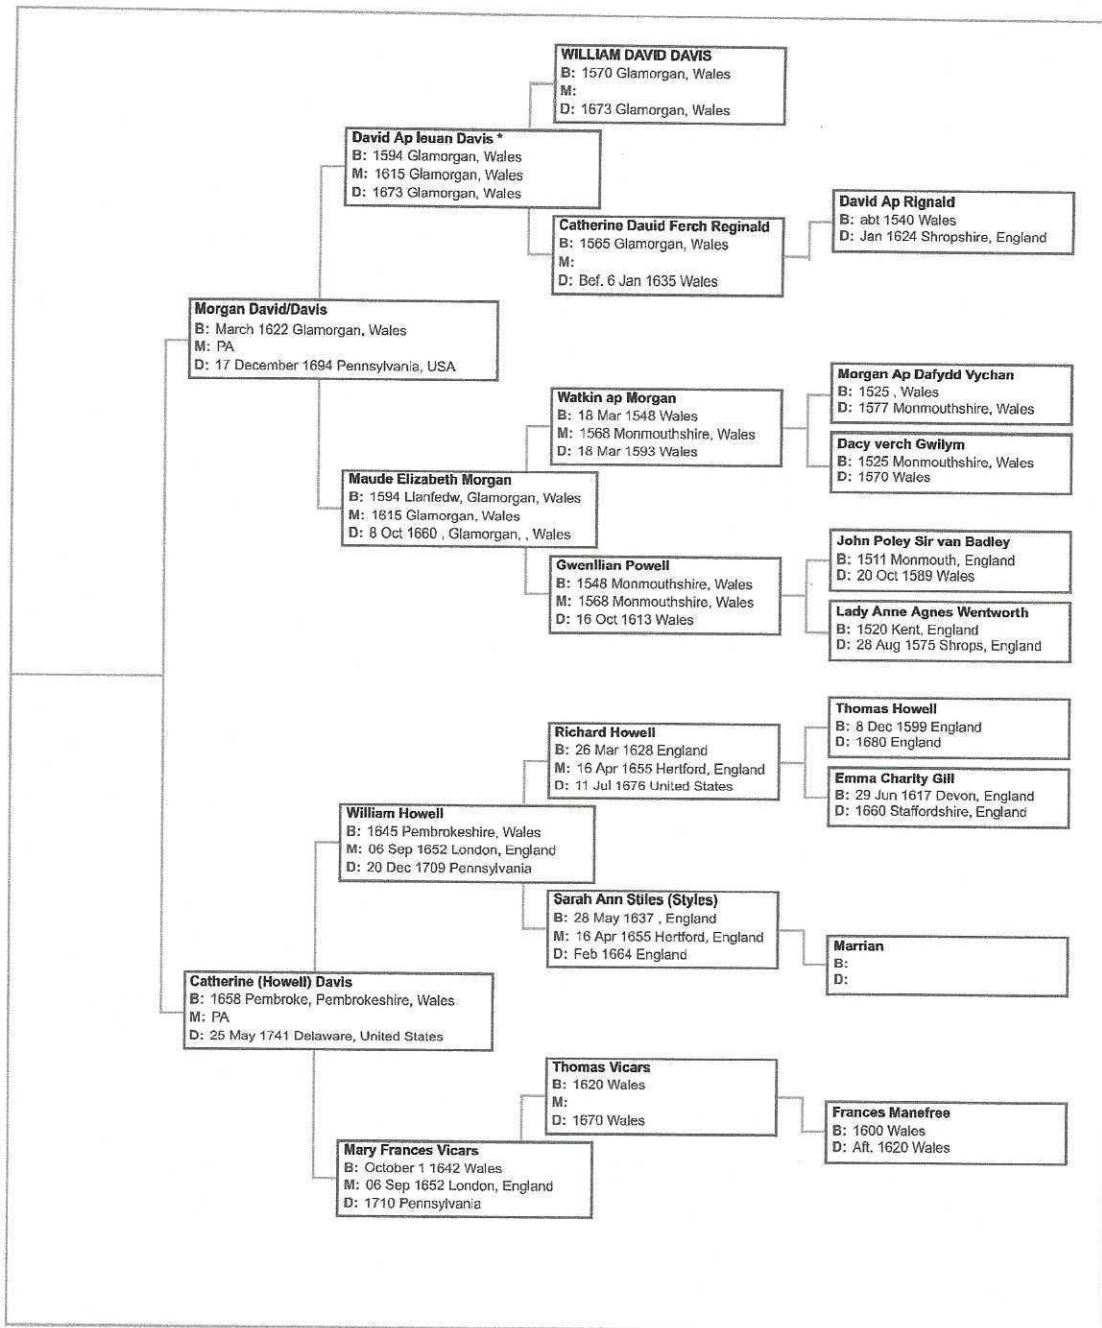 WILLIAM DAVID DAVIS
B: 1570 Glamorgan, Wales
M:
D: 1673 Glamorgan, Wales
David Ap Ieuan Davis *
B: 1594 Glamorgan, Wales
M: 1615 Glamorgan, Wales
D: 1673 Glamorgan, Wales
David Ap Rignald
B: abt 1540 Wales
D: Jan 1624 Shropshire, England
Catherine Dauid Ferch Reginald
B: 1565 Glamorgan, Wales
M:
D: Bef. 6 Jan 1635 Wales
Morgan David/Davis
B: March 1622 Glamorgan, Wales
M: PA
D: 17 December 1694 Pennsylvania, USA
Morgan Ap Dafydd Vychan
B: 1525 , Wales
D: 1577 Monmouthshire, Wales
Watkin ap Morgan
B: 18 Mar 1548 Wales
M: 1568 Monmouthshire, Wales
D: 18 Mar 1593 Wales
Dacy verch Gwilym
B: 1525 Monmouthshire, Wales
D: 1570 Wales
Maude Elizabeth Morgan
B: 1594 Llanfedw, Glamorgan, Wales
M: 1615 Glamorgan, Wales
D: 8 Oct 1660 , Glamorgan, , Wales
John Poley Sir van Badley
B: 1511 Monmouth, England
D: 20 Oct 1589 Wales
Gwenllian Powell
B: 1548 Monmouthshire, Wales
M: 1568 Monmouthshire, Wales
D: 16 Oct 1613 Wales
Lady Anne Agnes Wentworth
B: 1520 Kent, England
D: 28 Aug 1575 Shrops, England
Thomas Howell
B: 8 Dec 1599 England
D: 1680 England
Richard Howell
B: 26 Mar 1628 England
M: 16 Apr 1655 Hertford, England
D: 11 Jul 1676 United States
Emma Charity Gill
B: 29 Jun 1617 Devon, England
D: 1660 Staffordshire, England
William Howell
B: 1645 Pembrokeshire, Wales
M: 06 Sep 1652 London, England
D: 20 Dec 1709 Pennsylvania
Sarah Ann Stiles (Styles)
B: 28 May 1637 , England
M: 16 Apr 1655 Hertford, England
D: Feb 1664 England
Marrian
B:
D:
Catherine (Howell) Davis
B: 1658 Pembroke, Pembrokeshire, Wales
M: PA
D: 25 May 1741 Delaware, United States
Thomas Vicars
B: 1620 Wales
M:
D: 1670 Wales
Frances Manefree
B: 1600 Wales
D: Aft. 1620 Wales
Mary Frances Vicars
B: October 1 1642 Wales
M: 06 Sep 1652 London, England
D: 1710 Pennsylvania